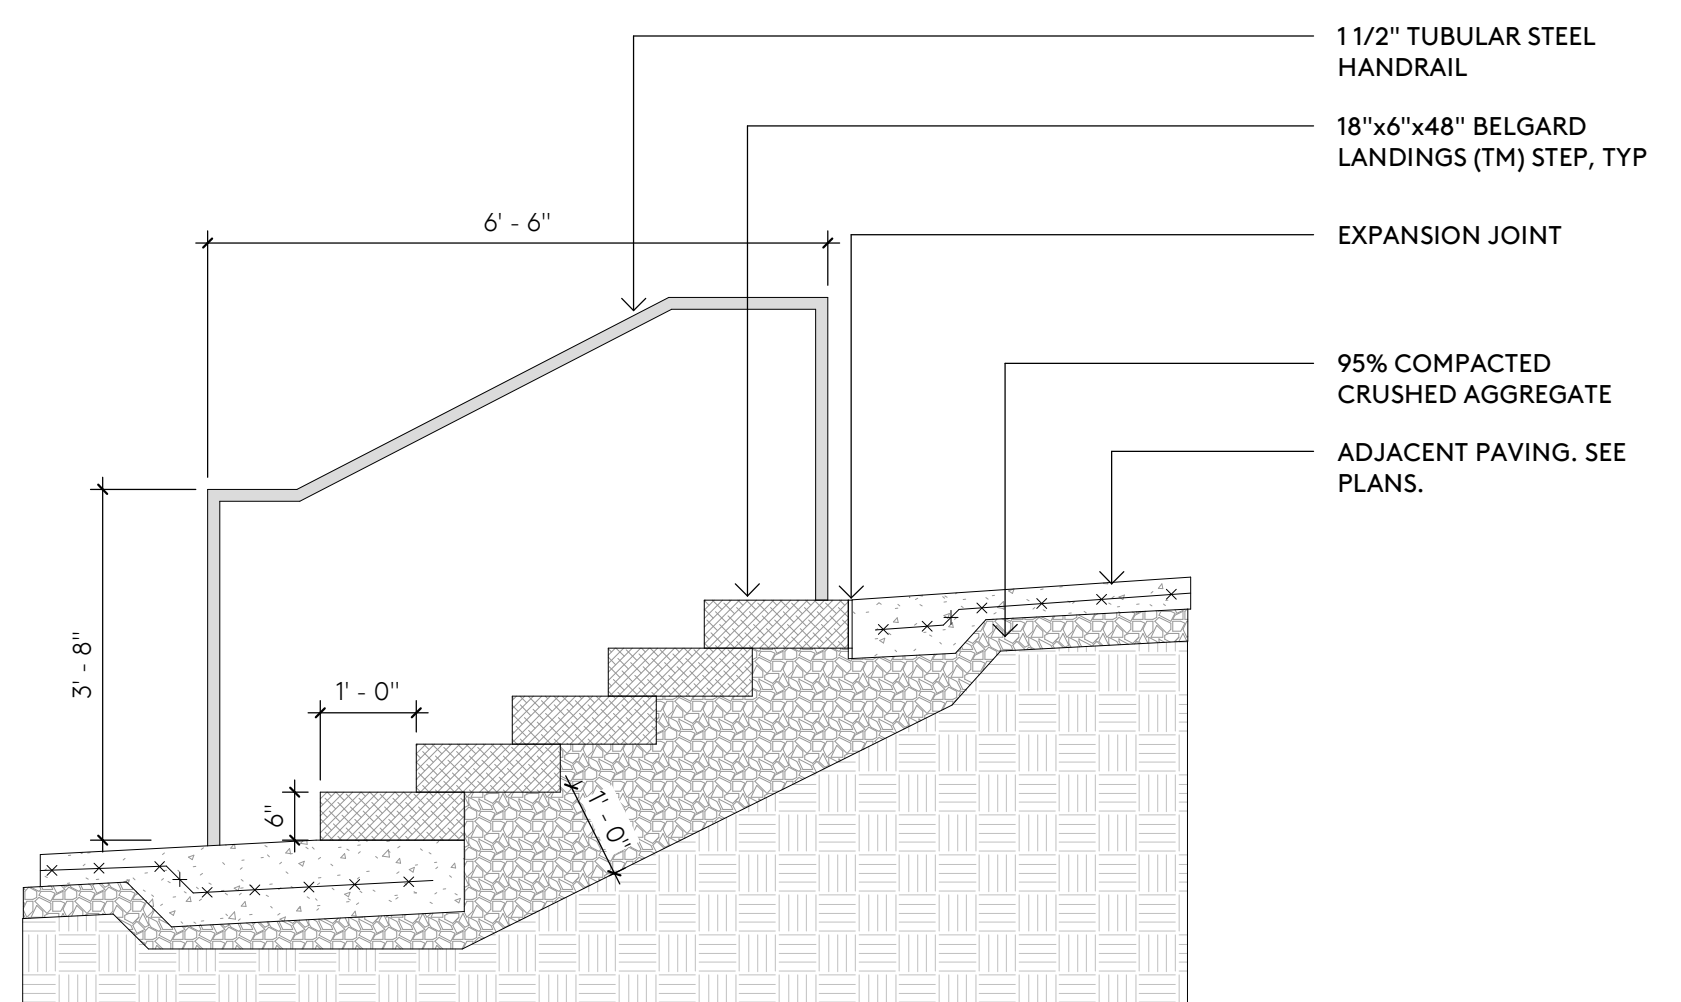 1 1/2" TUBULAR STEEL
HANDRAIL
18"x6"x48" BELGARD
LANDINGS (TM) STEP, TYP
6' - 6"
EXPANSION JOINT
95% COMPACTED
CRUSHED AGGREGATE
ADJACENT PAVING. SEE
PLANS.
3' - 8"
1' - 0"
6"
1' - 0"